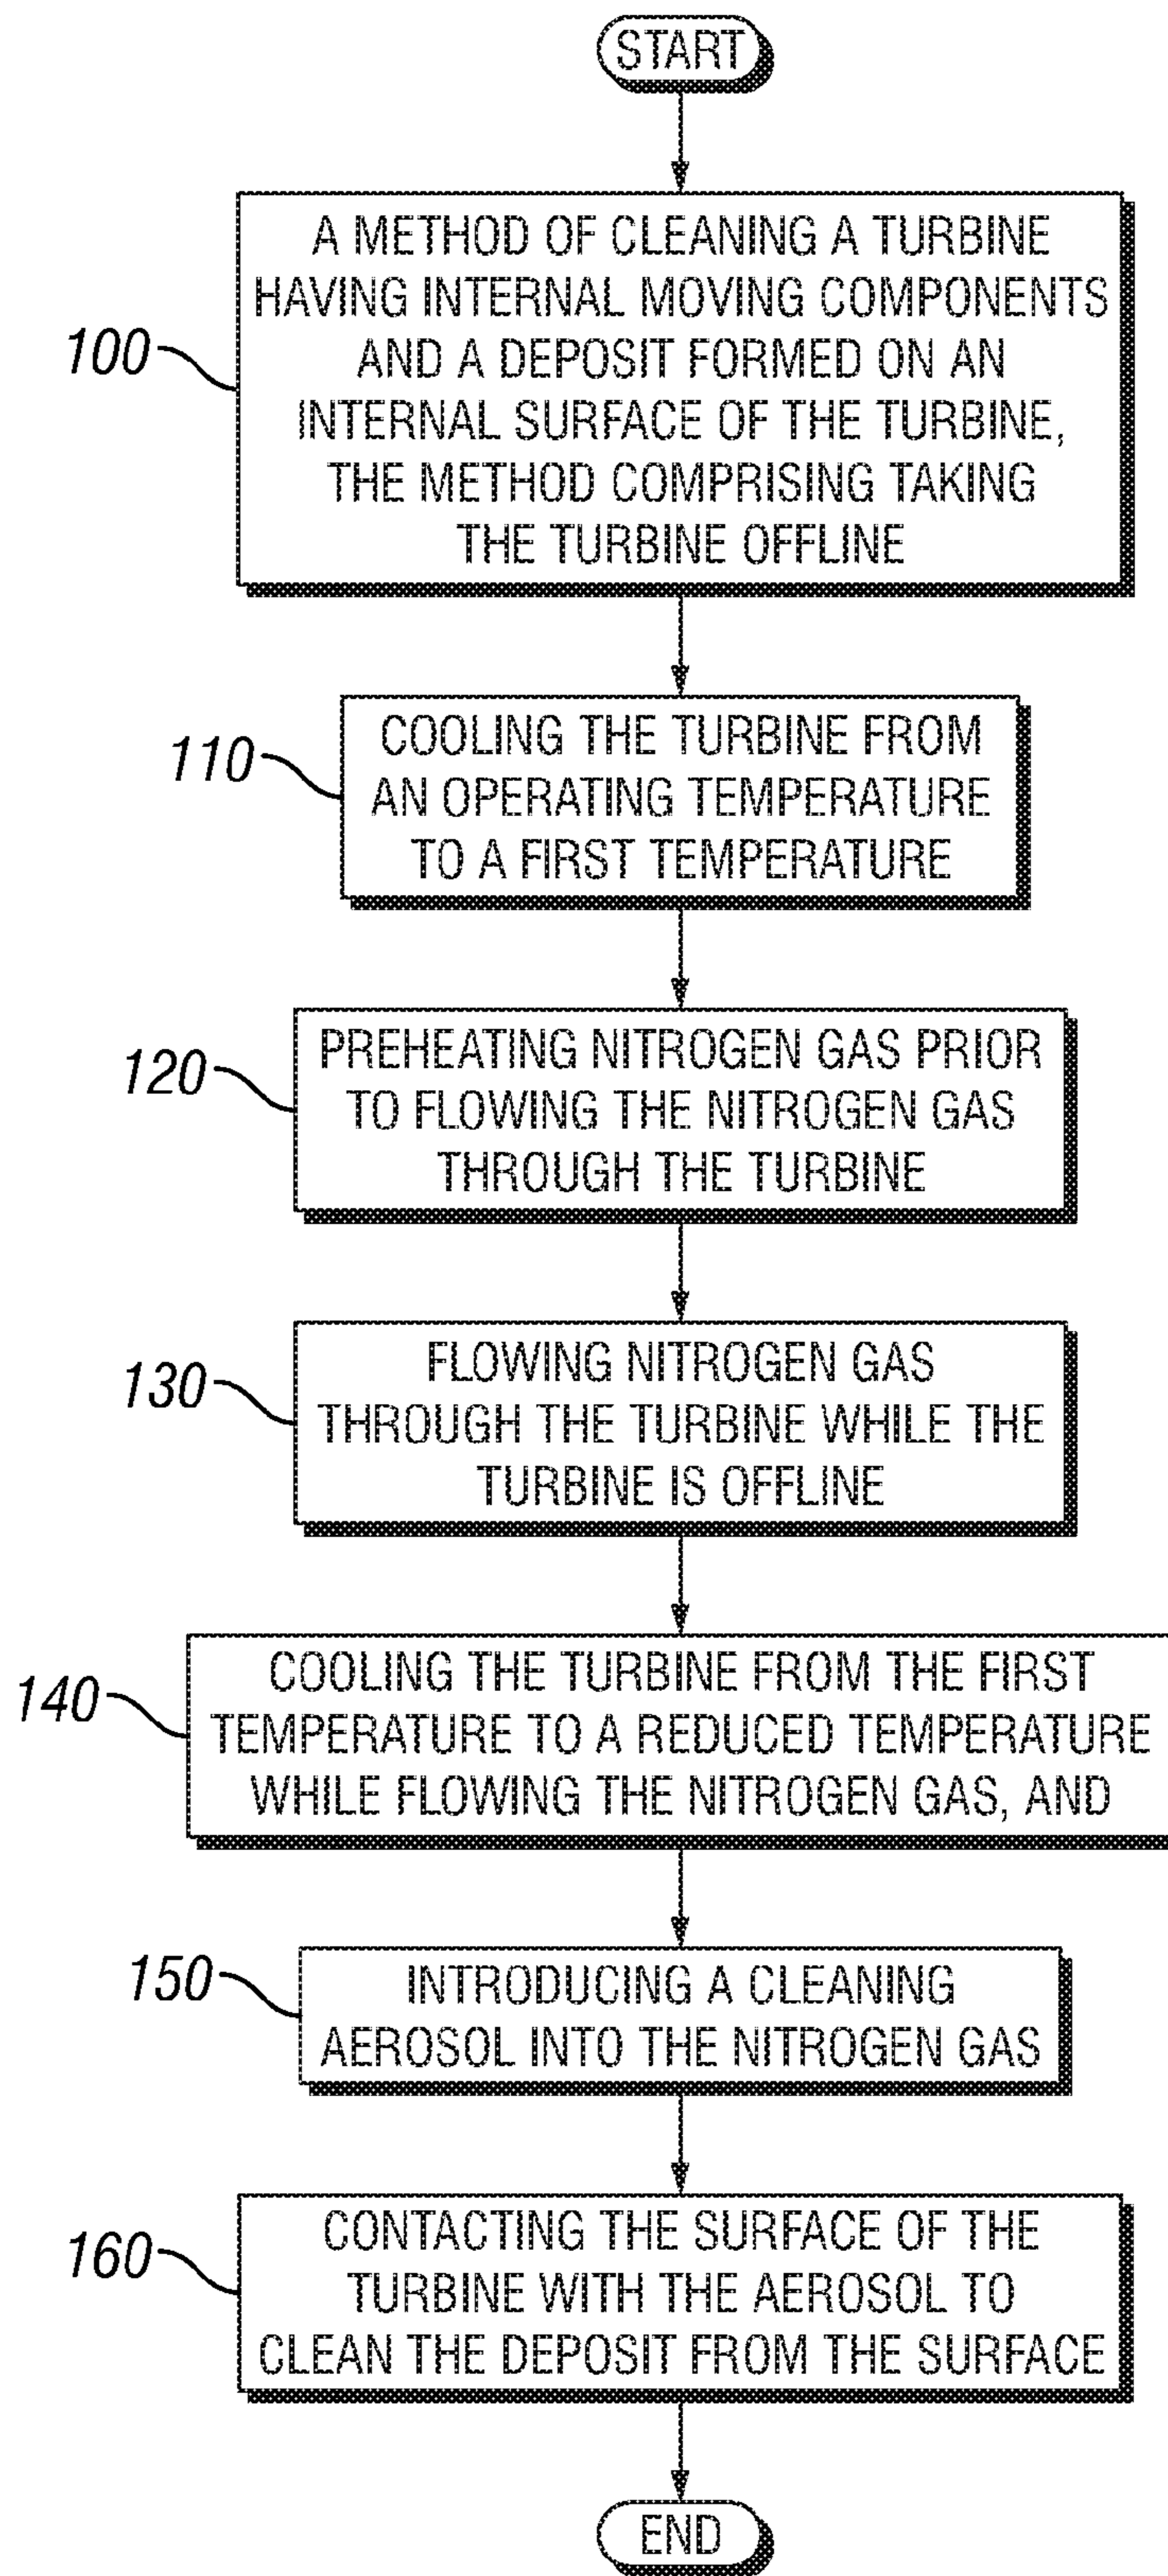 START
A METHOD OF CLEANING A TURBINE
HAVING INTERNAL MOVING COMPONENTS
AND A DEPOSIT FORMED ON AN
INTERNAL SURFACE OF THE TURBINE,
THE METHOD COMPRISING TAKING
THE TURBINE OFFLINE
100
COOLING THE TURBINE FROM
AN OPERATING TEMPERATURE
TO A FIRST TEMPERATURE
110
PREHEATING NITROGEN GAS PRIOR
TO FLOWING THE NITROGEN GAS
THROUGH THE TURBINE
120
FLOWING NITROGEN GAS
THROUGH THE TURBINE WHILE THE
TURBINE IS OFFLINE
130
COOLING THE TURBINE FROM THE FIRST
TEMPERATURE TO A REDUCED TEMPERATURE
WHILE FLOWING THE NITROGEN GAS, AND
140
INTRODUCING A CLEANING
AEROSOL INTO THE NITROGEN GAS
150
CONTACTING THE SURFACE OF THE
TURBINE WITH THE AEROSOL TO
CLEAN THE DEPOSIT FROM THE SURFACE
160
END